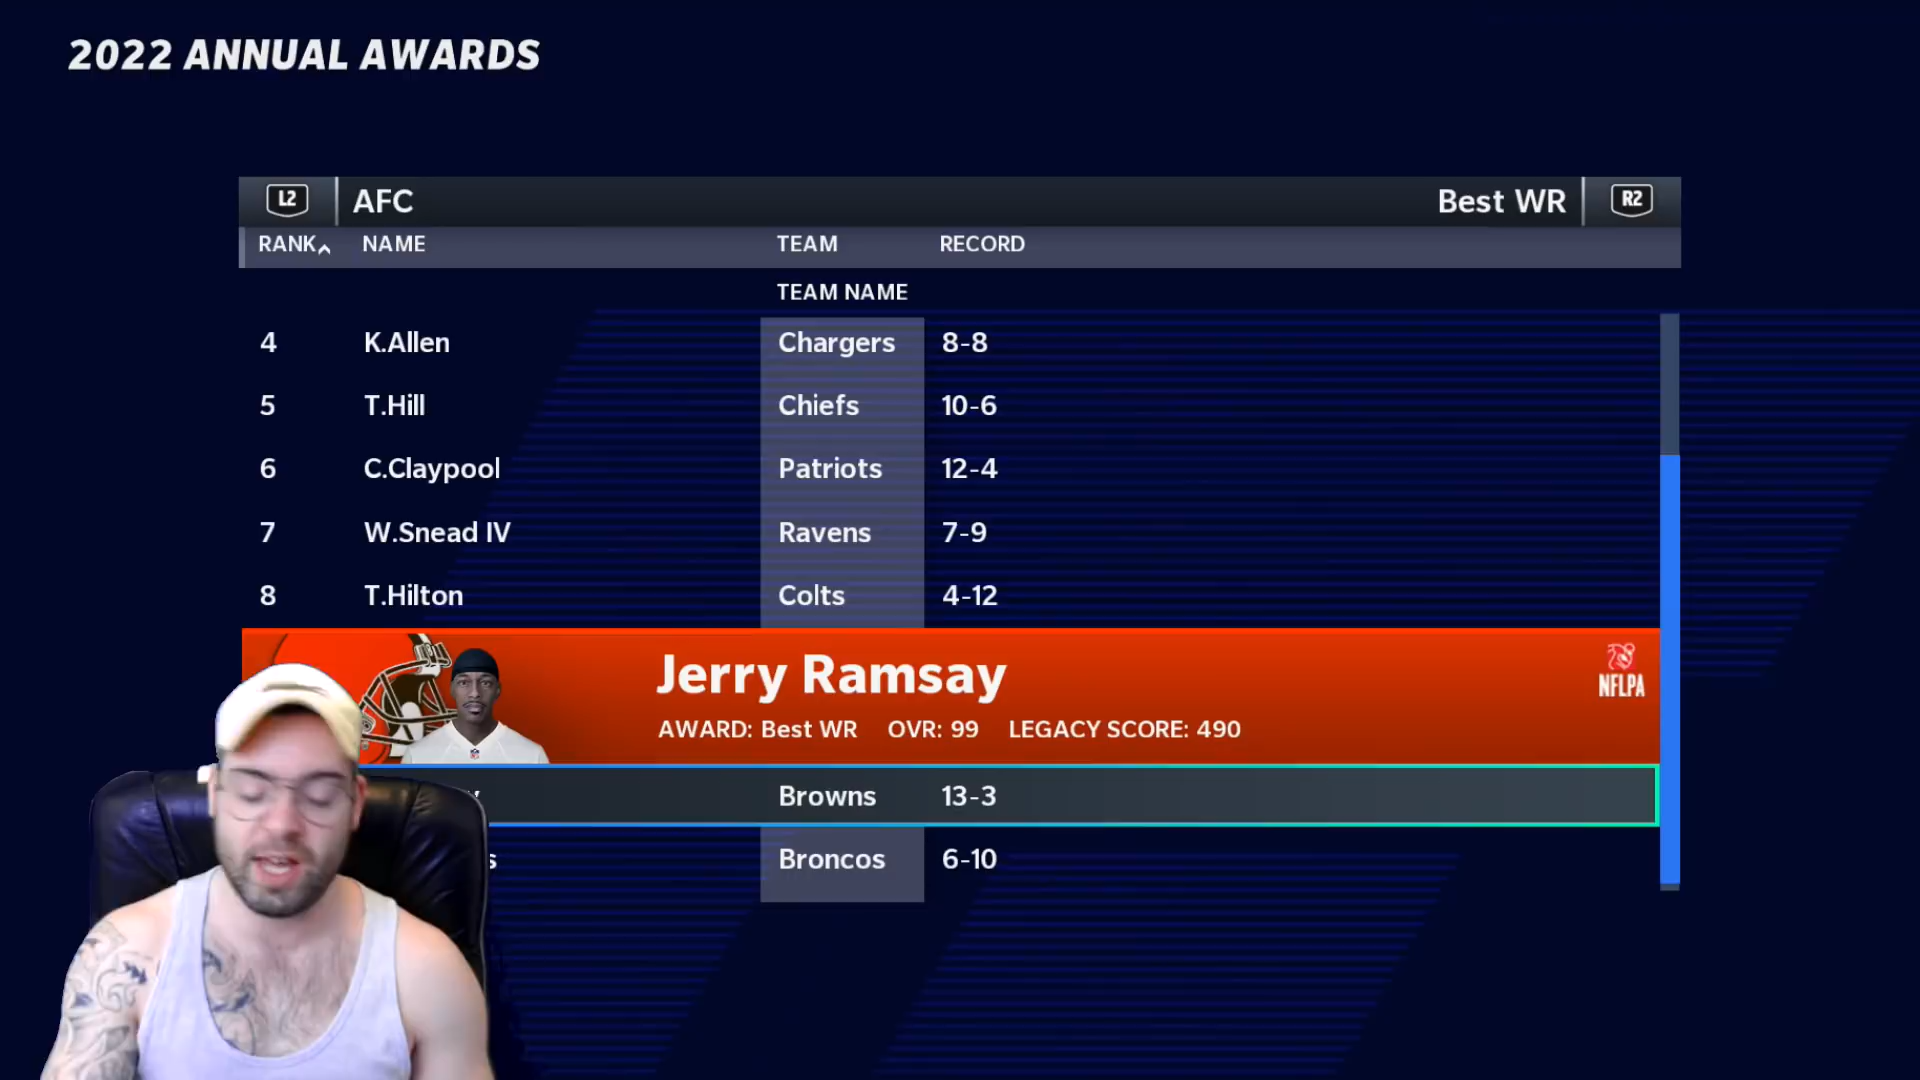 2022 ANNUAL AWARDS
L2 AFC Best WR R2
RANK NAME TEAM RECORD
TEAM NAME
4 K.Allen Chargers 8-8
5 T.Hill Chiefs 10-6
6 C.Claypool Patriots 12-4
7 W.Snead IV Ravens 7-9
8 T.Hilton Colts 4-12
Jerry Ramsay
NFLPA
AWARD: Best WR OVR: 99 LEGACY SCORE: 490
Browns 13-3
Broncos 6-10